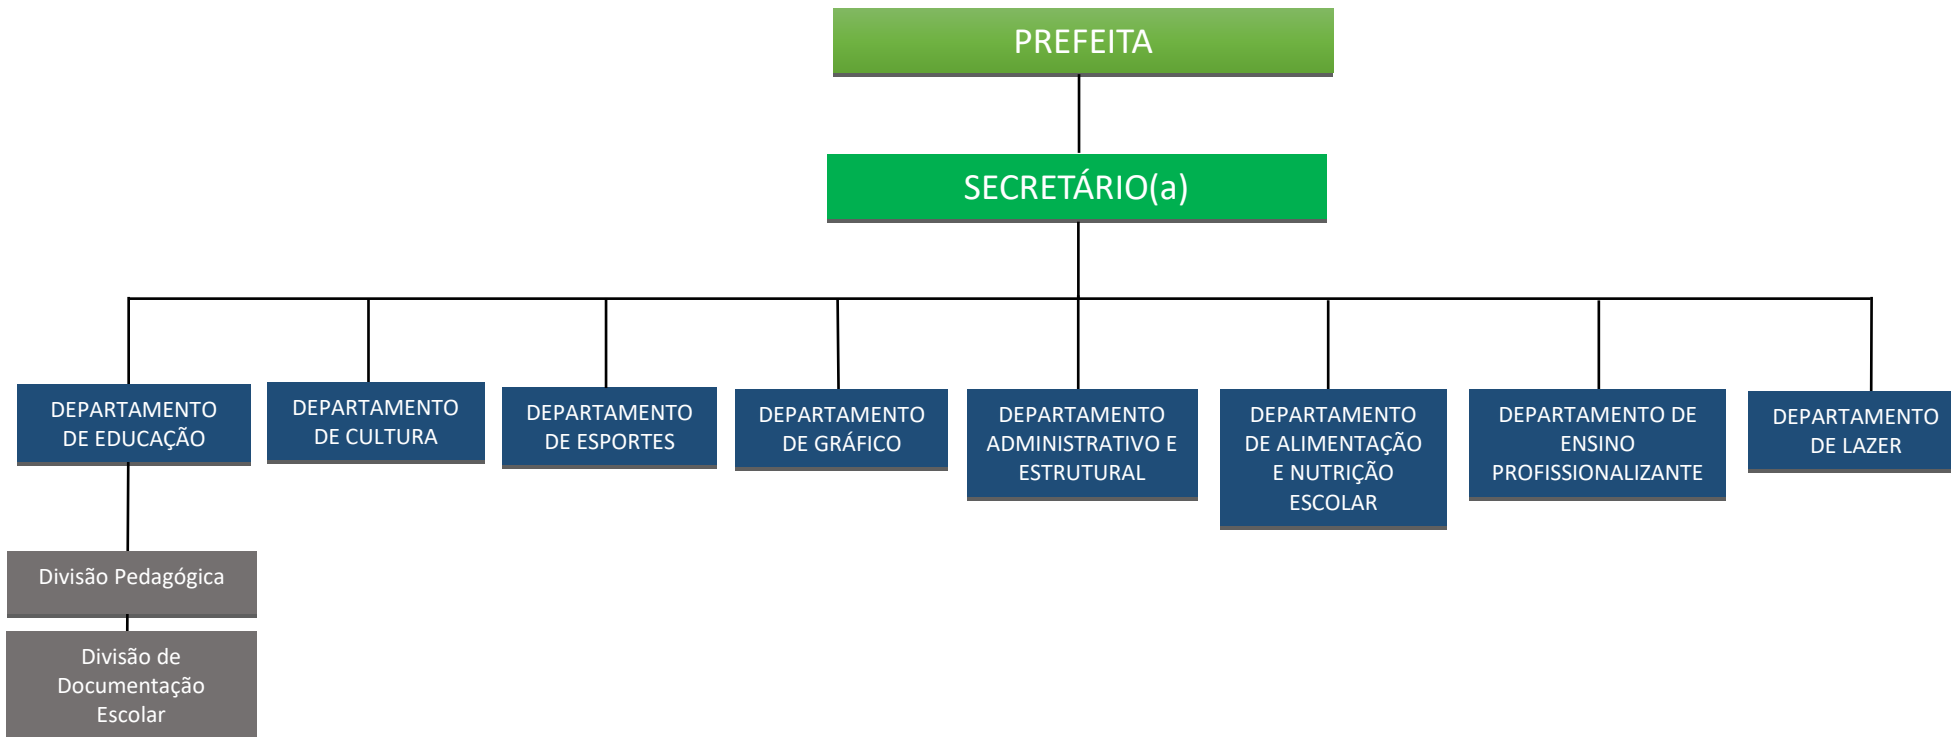 PREFEITA
SECRETÁRIO(a)
DEPARTAMENTO
DE EDUCAÇÃO
DEPARTAMENTO
DE CULTURA
DEPARTAMENTO
DE ESPORTES
DEPARTAMENTO
DE GRÁFICO
DEPARTAMENTO
ADMINISTRATIVO E
ESTRUTURAL
DEPARTAMENTO
DE ALIMENTAÇÃO
E NUTRIÇÃO
ESCOLAR
DEPARTAMENTO DE
ENSINO
PROFISSIONALIZANTE
DEPARTAMENTO
DE LAZER
Divisão Pedagógica
Divisão de
Documentação
Escolar